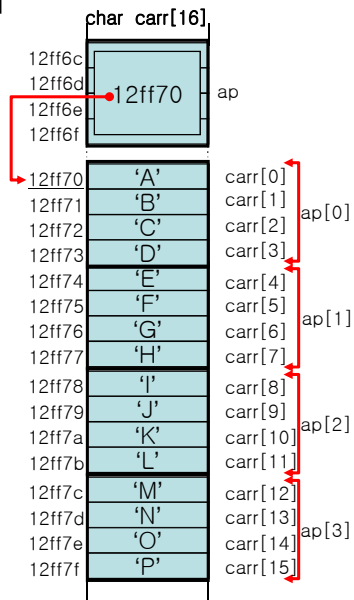 char carr[16]
12ff6c
12ff6d
12ff6e
12ff6f
12ff70
ap
12ff70 ‘A’ carr[0]
12ff71 ‘B’ carr[1]
12ff72 ‘C’ carr[2]
12ff73 ‘D’ carr[3]
ap[0]
12ff74 ‘E’ carr[4]
12ff75 ‘F’ carr[5]
12ff76 ‘G’ carr[6]
12ff77 ‘H’ carr[7]
ap[1]
12ff78 ‘I’ carr[8]
12ff79 ‘J’ carr[9]
12ff7a ‘K’ carr[10]
12ff7b ‘L’ carr[11]
ap[2]
12ff7c ‘M’ carr[12]
12ff7d ‘N’ carr[13]
12ff7e ‘O’ carr[14]
12ff7f ‘P’ carr[15]
ap[3]